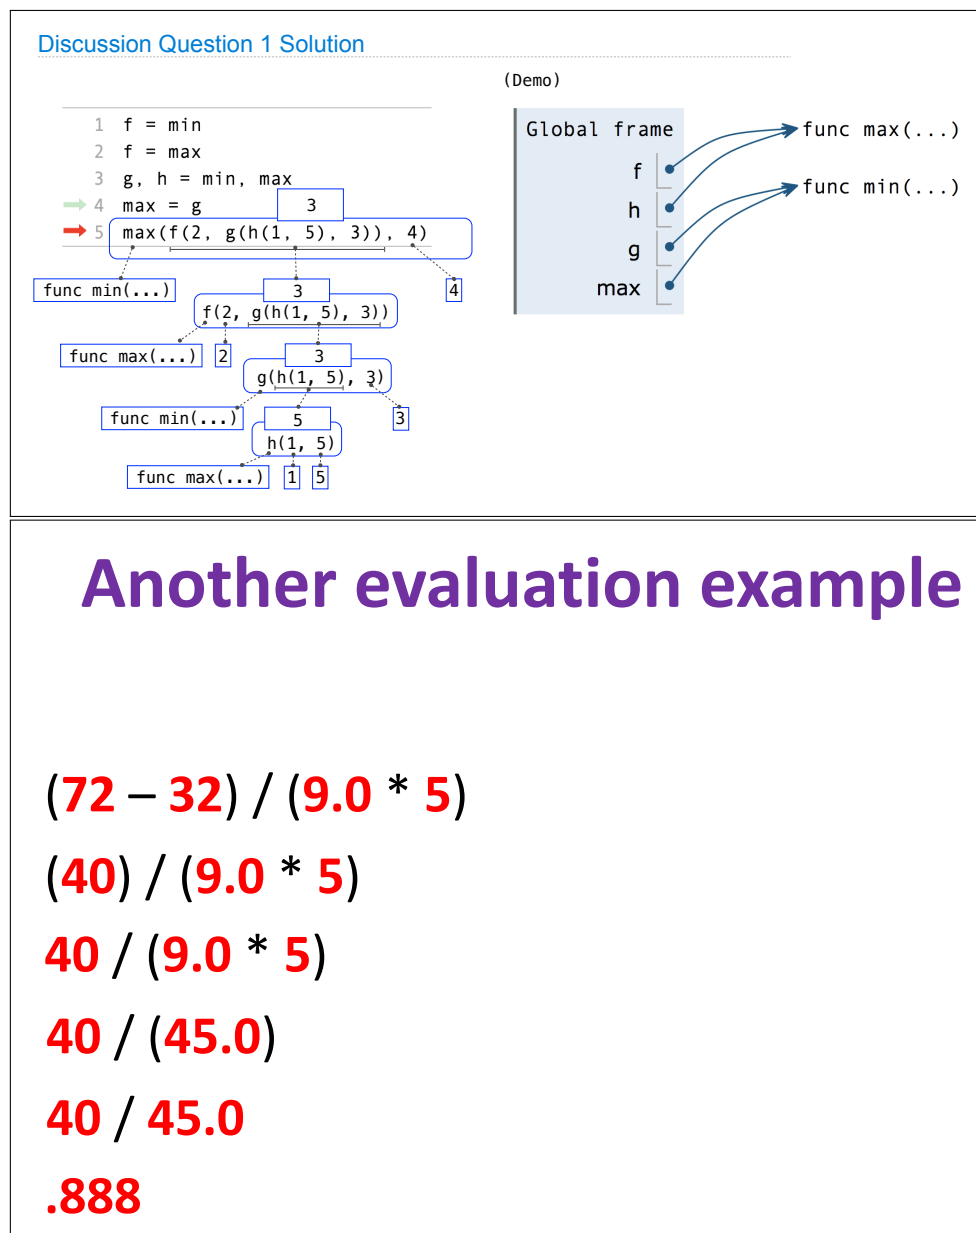 Discussion Question 1 Solution
(Demo)
1 f = min
2 f = max
3 g, h = min, max
4 max = g
3
5 max(f(2, g(h(1, 5), 3)), 4)
func min(...)
3
4
f(2, g(h(1, 5), 3))
func max(...)
2
3
g(h(1, 5), 3)
func min(...)
5
3
h(1, 5)
func max(...)
1
5
Global frame
f
h
g
max
func max(...)
func min(...)
Another evaluation example
(72 – 32) / (9.0 * 5)
(40) / (9.0 * 5)
40 / (9.0 * 5)
40 / (45.0)
40 / 45.0
.888